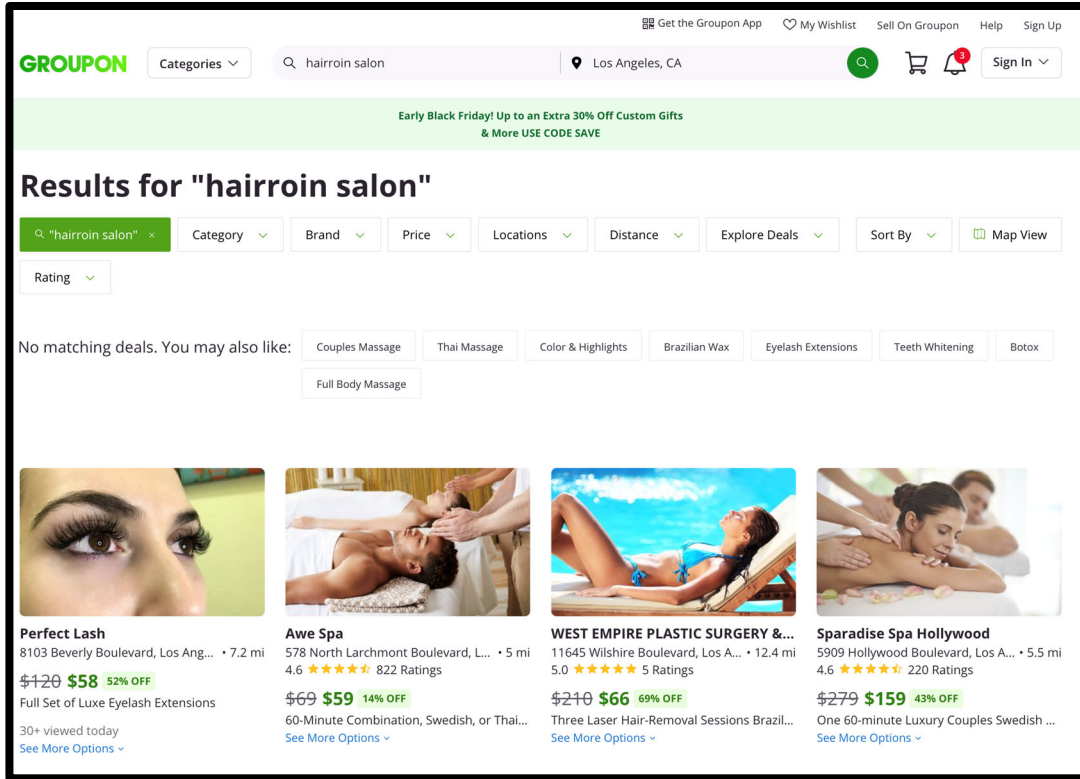 Get the Groupon App My Wishlist Sell On Groupon Help Sign Up
GROUPON Categories hairroin salon Los Angeles, CA 3 Sign In
Early Black Friday! Up to an Extra 30% Off Custom Gifts
& More USE CODE SAVE
Results for "hairroin salon"
"hairroin salon" × Category Brand Price Locations Distance Explore Deals Sort By Map View
Rating
No matching deals. You may also like: Couples Massage Thai Massage Color & Highlights Brazilian Wax Eyelash Extensions Teeth Whitening Botox
Full Body Massage
Perfect Lash
8103 Beverly Boulevard, Los Ang... • 7.2 mi
$120 $58 52% OFF
Full Set of Luxe Eyelash Extensions
30+ viewed today
See More Options
Awe Spa
578 North Larchmont Boulevard, L... • 5 mi
4.6 822 Ratings
$69 $59 14% OFF
60-Minute Combination, Swedish, or Thai...
See More Options
WEST EMPIRE PLASTIC SURGERY &...
11645 Wilshire Boulevard, Los A... • 12.4 mi
5.0 5 Ratings
$210 $66 69% OFF
Three Laser Hair-Removal Sessions Brazil...
See More Options
Sparadise Spa Hollywood
5909 Hollywood Boulevard, Los A... • 5.5 mi
4.6 220 Ratings
$279 $159 43% OFF
One 60-minute Luxury Couples Swedish ...
See More Options